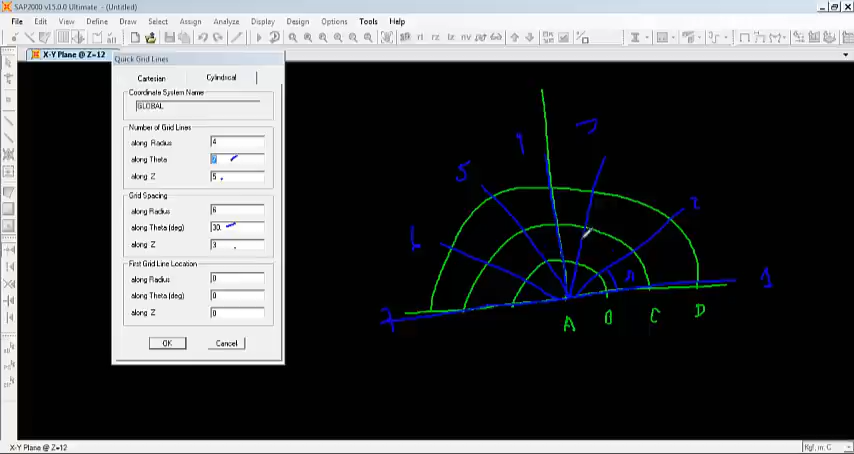 SAP2000 v15.0.0 Ultimate - (Untitled)
File Edit View Define Draw Select Assign Analyze Display Design Options Tools Help
X-Y Plane @ Z=12
Quick Grid Lines
Cartesian Cylindrical
Coordinate System Name
GLOBAL
Number of Grid Lines
along Radius 4
along Theta 7
along Z 5
Grid Spacing
along Radius 6
along Theta (deg) 30.
along Z 3
First Grid Line Location
along Radius 0
along Theta (deg) 0
along Z 0
OK Cancel
5
2
1
7
A B C D
X-Y Plane @ Z=12
Kgf, m, C